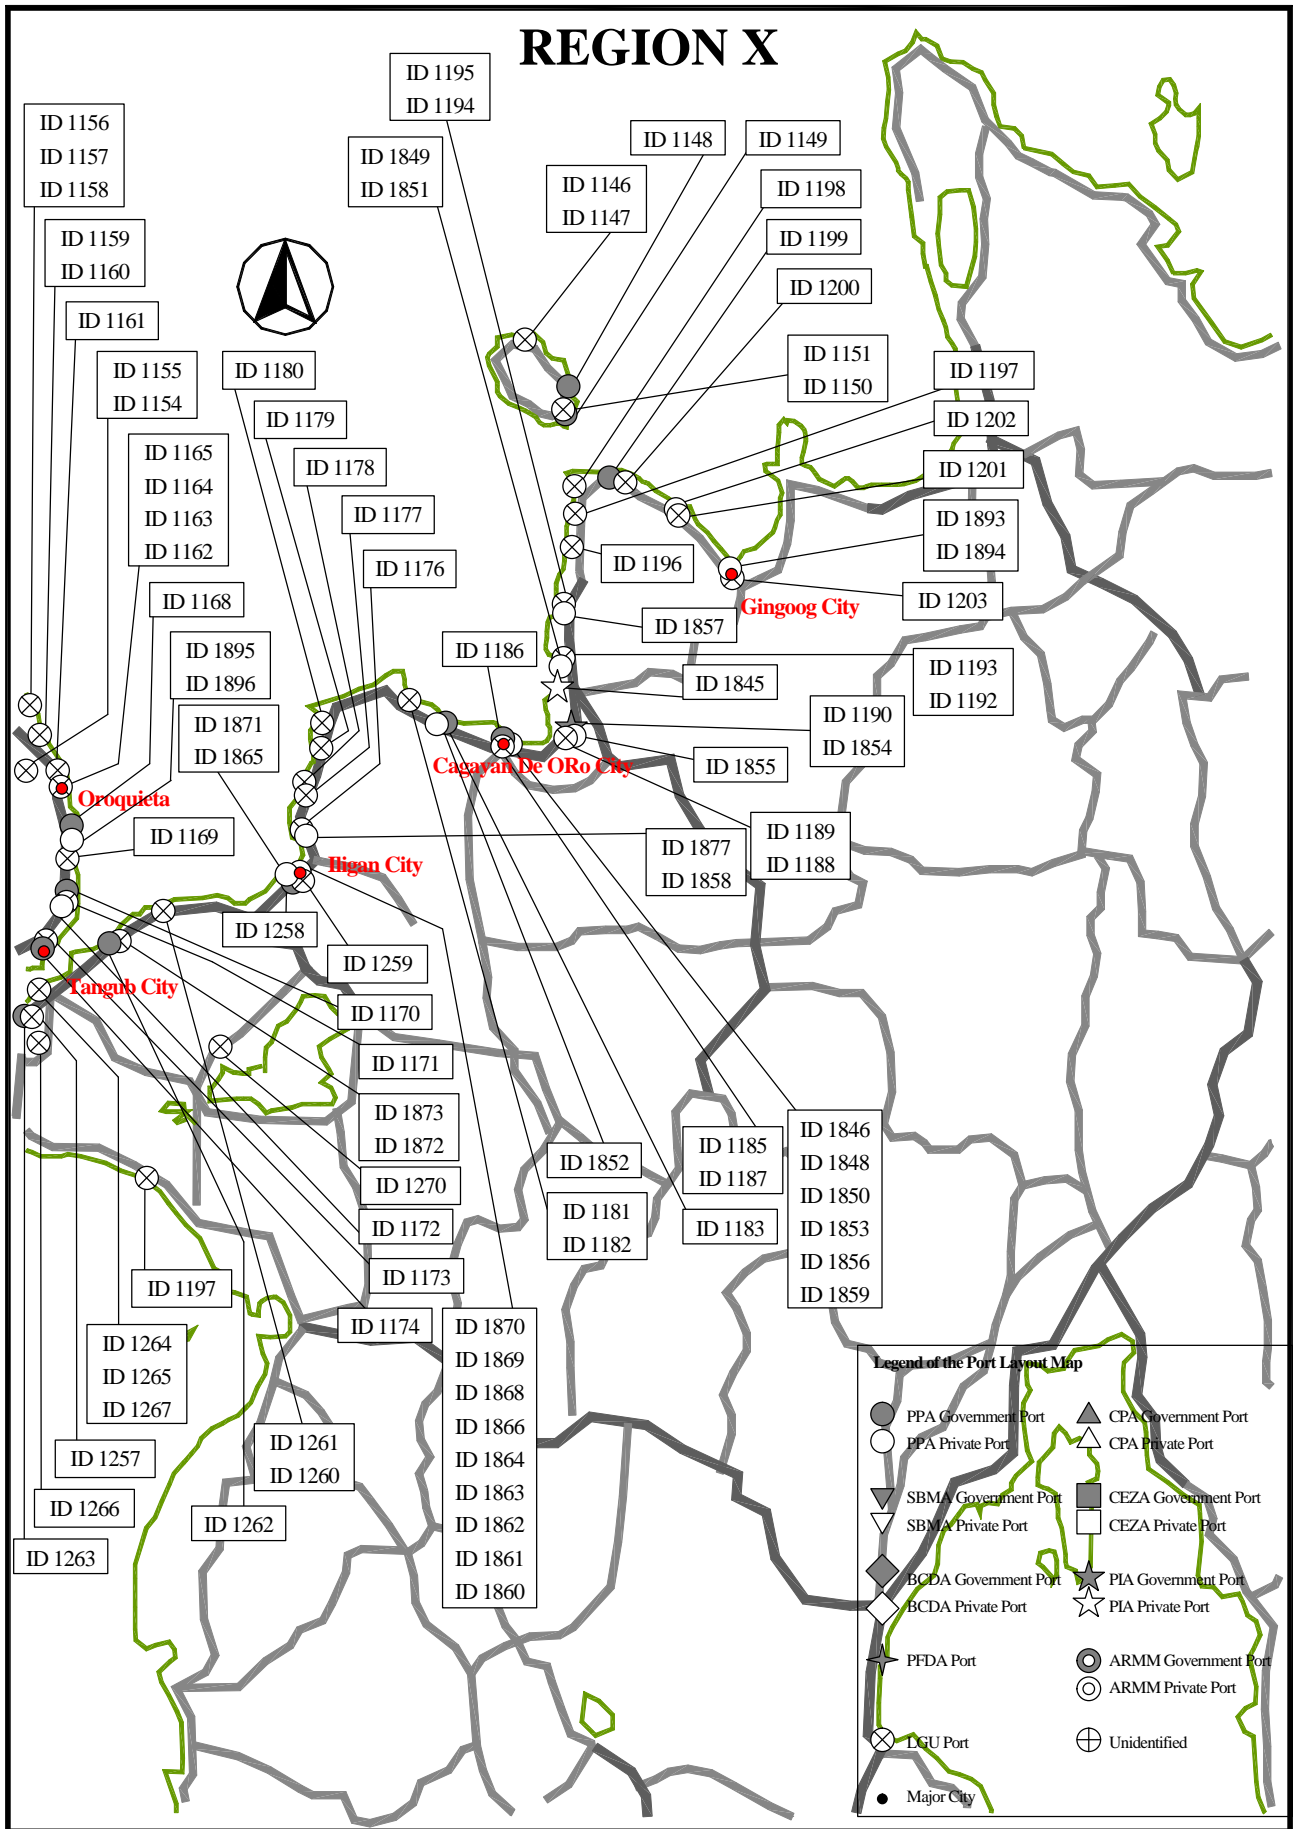 REGION X
ID 1195
ID 1194
ID 1156
ID 1157
ID 1158
ID 1849
ID 1851
ID 1148
ID 1149
ID 1146
ID 1147
ID 1198
ID 1159
ID 1160
ID 1199
ID 1200
ID 1161
ID 1155
ID 1154
ID 1180
ID 1151
ID 1150
ID 1197
ID 1179
ID 1202
ID 1165
ID 1164
ID 1163
ID 1162
ID 1178
ID 1201
ID 1177
ID 1893
ID 1894
ID 1176
ID 1196
ID 1168
ID 1203
Gingoog City
ID 1857
ID 1895
ID 1896
ID 1186
ID 1845
ID 1193
ID 1192
ID 1871
ID 1865
ID 1190
ID 1854
Cagayan De ORo City
ID 1855
Oroquieta
ID 1169
ID 1189
ID 1188
Iligan City
ID 1877
ID 1858
ID 1258
ID 1259
Tangub City
ID 1170
ID 1171
ID 1873
ID 1872
ID 1852
ID 1185
ID 1187
ID 1846
ID 1848
ID 1850
ID 1853
ID 1856
ID 1859
ID 1270
ID 1172
ID 1181
ID 1182
ID 1183
ID 1197
ID 1173
ID 1174
ID 1264
ID 1265
ID 1267
ID 1870
ID 1869
ID 1868
ID 1866
ID 1864
ID 1863
ID 1862
ID 1861
ID 1860
ID 1257
ID 1261
ID 1260
ID 1266
ID 1262
ID 1263
Legend of the Port Layout Map
PPA Government Port
CPA Government Port
PPA Private Port
CPA Private Port
SBMA Government Port
CEZA Government Port
SBMA Private Port
CEZA Private Port
BCDA Government Port
PIA Government Port
BCDA Private Port
PIA Private Port
PFDA Port
ARMM Government Port
ARMM Private Port
LGU Port
Unidentified
Major City